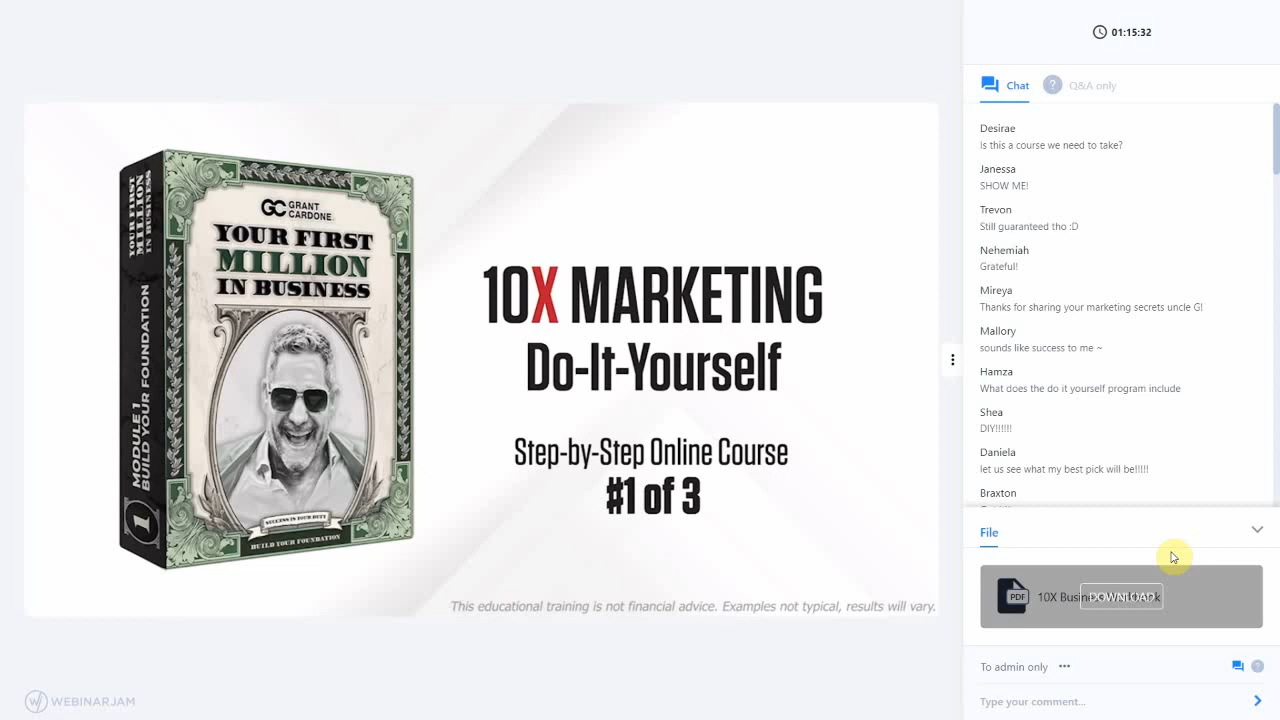 01:15:32
Chat
? Q&A only
Desirae
Is this a course we need to take?
Janessa
SHOW ME!
Trevon
Still guaranteed tho :D
Nehemiah
Grateful!
Mireya
Thanks for sharing your marketing secrets uncle G!
Mallory
sounds like success to me ~
Hamza
What does the do it yourself program include
Shea
DIY!!!!!!
Daniela
let us see what my best pick will be!!!!!
Braxton
File
PDF
10X
DOWNLOAD
To admin only
?
Type your comment...
YOUR FIRST
MILLION
IN BUSINESS
MODULE 1
BUILD YOUR FOUNDATION
1
GC GRANT
CARDONE
YOUR FIRST
MILLION
IN BUSINESS
SUCCESS IS YOUR DUTY
BUILD YOUR FOUNDATION
10X MARKETING
Do-It-Yourself
Step-by-Step Online Course
#1 of 3
This educational training is not financial advice. Examples not typical, results will vary.
WEBINARJAM